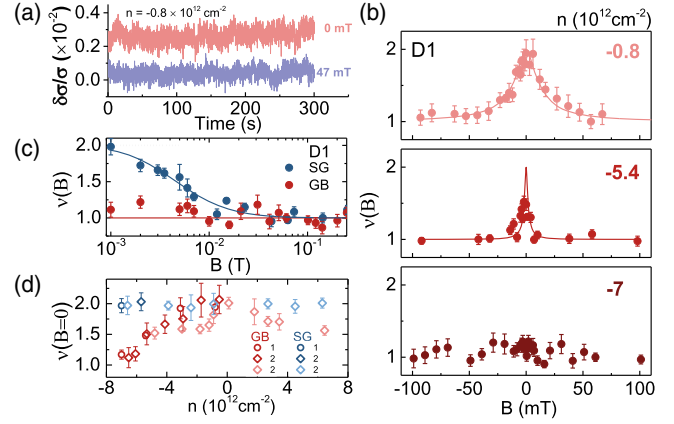 (a)
n = -0.8 × 10¹² cm⁻²
0.4
0.2
0.0
δσ/σ (×10⁻²)
0 mT
47 mT
0 100 200 300
Time (s)
(b)
n (10¹²cm⁻²)
D1
-0.8
2
1
-5.4
2
1
ν(B)
-7
2
1
-100 -50 0 50 100
B (mT)
(c)
D1
SG
GB
2.0
1.5
1.0
ν(B)
10⁻³ 10⁻² 10⁻¹
B (T)
(d)
2.5
2.0
1.5
1.0
ν(B=0)
GB SG
1 1
2 2
2 2
-8 -4 0 4 8
n (10¹²cm⁻²)